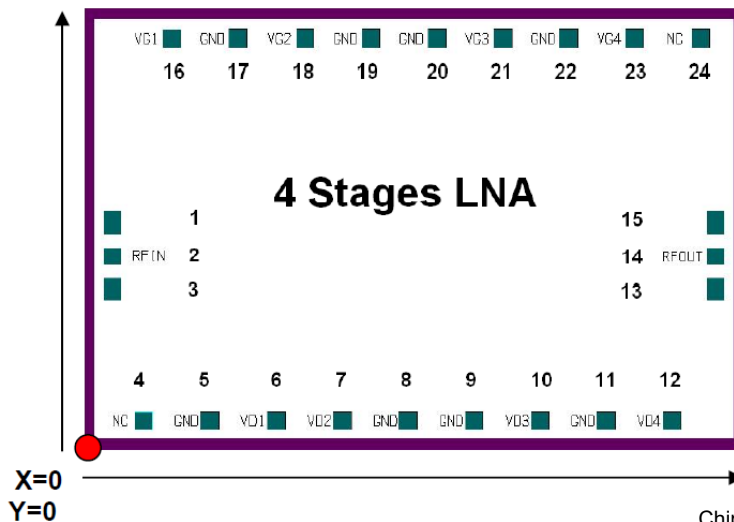 VG1 GND VG2 GND GND VG3 GND VG4 NC
16 17 18 19 20 21 22 23 24
4 Stages LNA
1 15
RFIN 2 14 RFOUT
3 13
4 5 6 7 8 9 10 11 12
NC GND VD1 VD2 GND GND VD3 GND VD4
X=0
Y=0